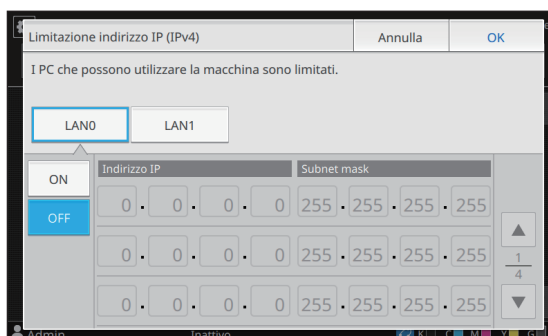 Limitazione indirizzo IP (IPv4) Annulla OK
I PC che possono utilizzare la macchina sono limitati.
LAN0 LAN1
ON
OFF
Indirizzo IP Subnet mask
0. 0. 0. 0 255. 255. 255. 255
0. 0. 0. 0 255. 255. 255. 255
0. 0. 0. 0 255. 255. 255. 255
1
4
Admin Inattivo K C M Y G